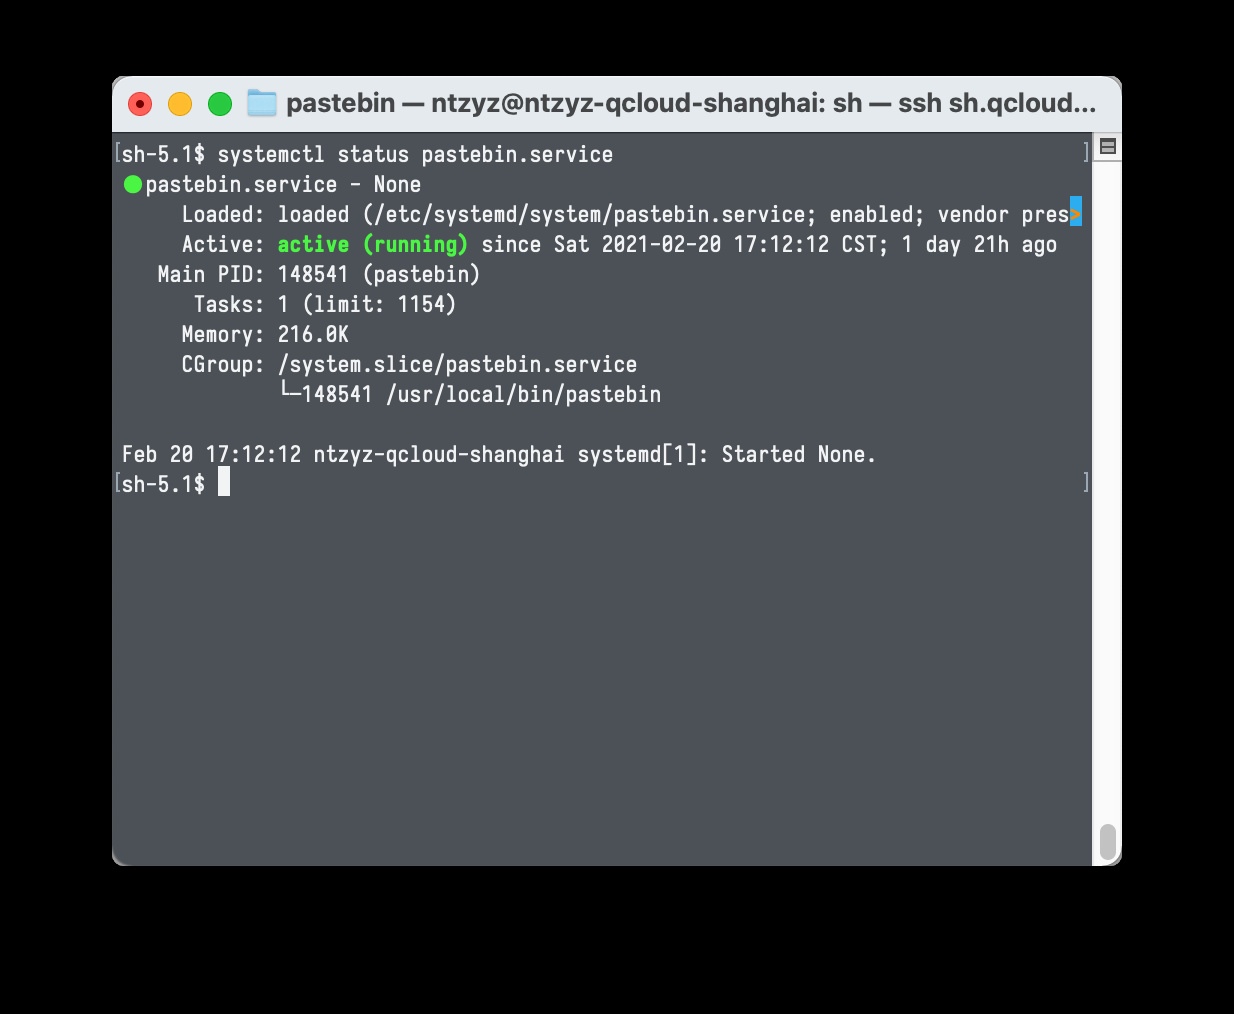 pastebin — ntzyz@ntzyz-qcloud-shanghai: sh — ssh sh.qcloud...
[sh-5.1$ systemctl status pastebin.service ]
●pastebin.service - None
Loaded: loaded (/etc/systemd/system/pastebin.service; enabled; vendor pres>
Active: active (running) since Sat 2021-02-20 17:12:12 CST; 1 day 21h ago
Main PID: 148541 (pastebin)
Tasks: 1 (limit: 1154)
Memory: 216.0K
CGroup: /system.slice/pastebin.service
└─148541 /usr/local/bin/pastebin
Feb 20 17:12:12 ntzyz-qcloud-shanghai systemd[1]: Started None.
[sh-5.1$ ]